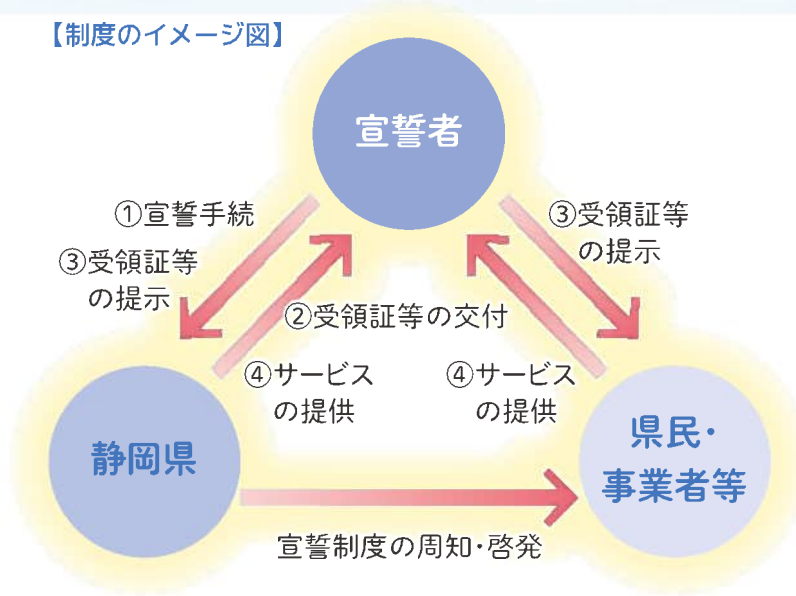 【制度のイメージ図】
宣誓者
①宣誓手続
③受領証等
の提示
③受領証等
の提示
②受領証等の交付
④サービス
の提供
④サービス
の提供
静岡県
県民・
事業者等
宣誓制度の周知・啓発